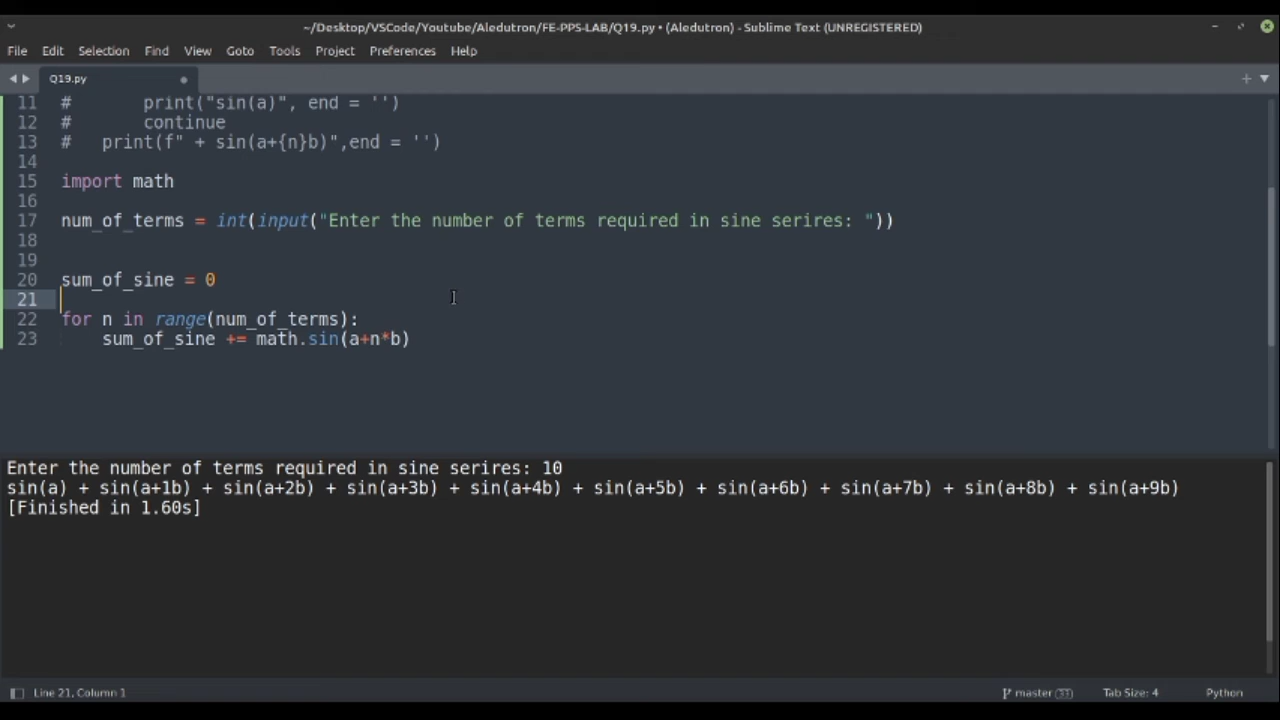 ~/Desktop/VSCode/Youtube/Aledutron/FE-PPS-LAB/Q19.py • (Aledutron) - Sublime Text (UNREGISTERED)
File Edit Selection Find View Goto Tools Project Preferences Help
Q19.py
11 #       print("sin(a)", end = '')
12 #       continue
13 #   print(f" + sin(a+{n}b)",end = '')
14
15 import math
16
17 num_of_terms = int(input("Enter the number of terms required in sine serires: "))
18
19
20 sum_of_sine = 0
21
22 for n in range(num_of_terms):
23     sum_of_sine += math.sin(a+n*b)
Enter the number of terms required in sine serires: 10
sin(a) + sin(a+1b) + sin(a+2b) + sin(a+3b) + sin(a+4b) + sin(a+5b) + sin(a+6b) + sin(a+7b) + sin(a+8b) + sin(a+9b)
[Finished in 1.60s]
Line 21, Column 1 master Tab Size: 4 Python